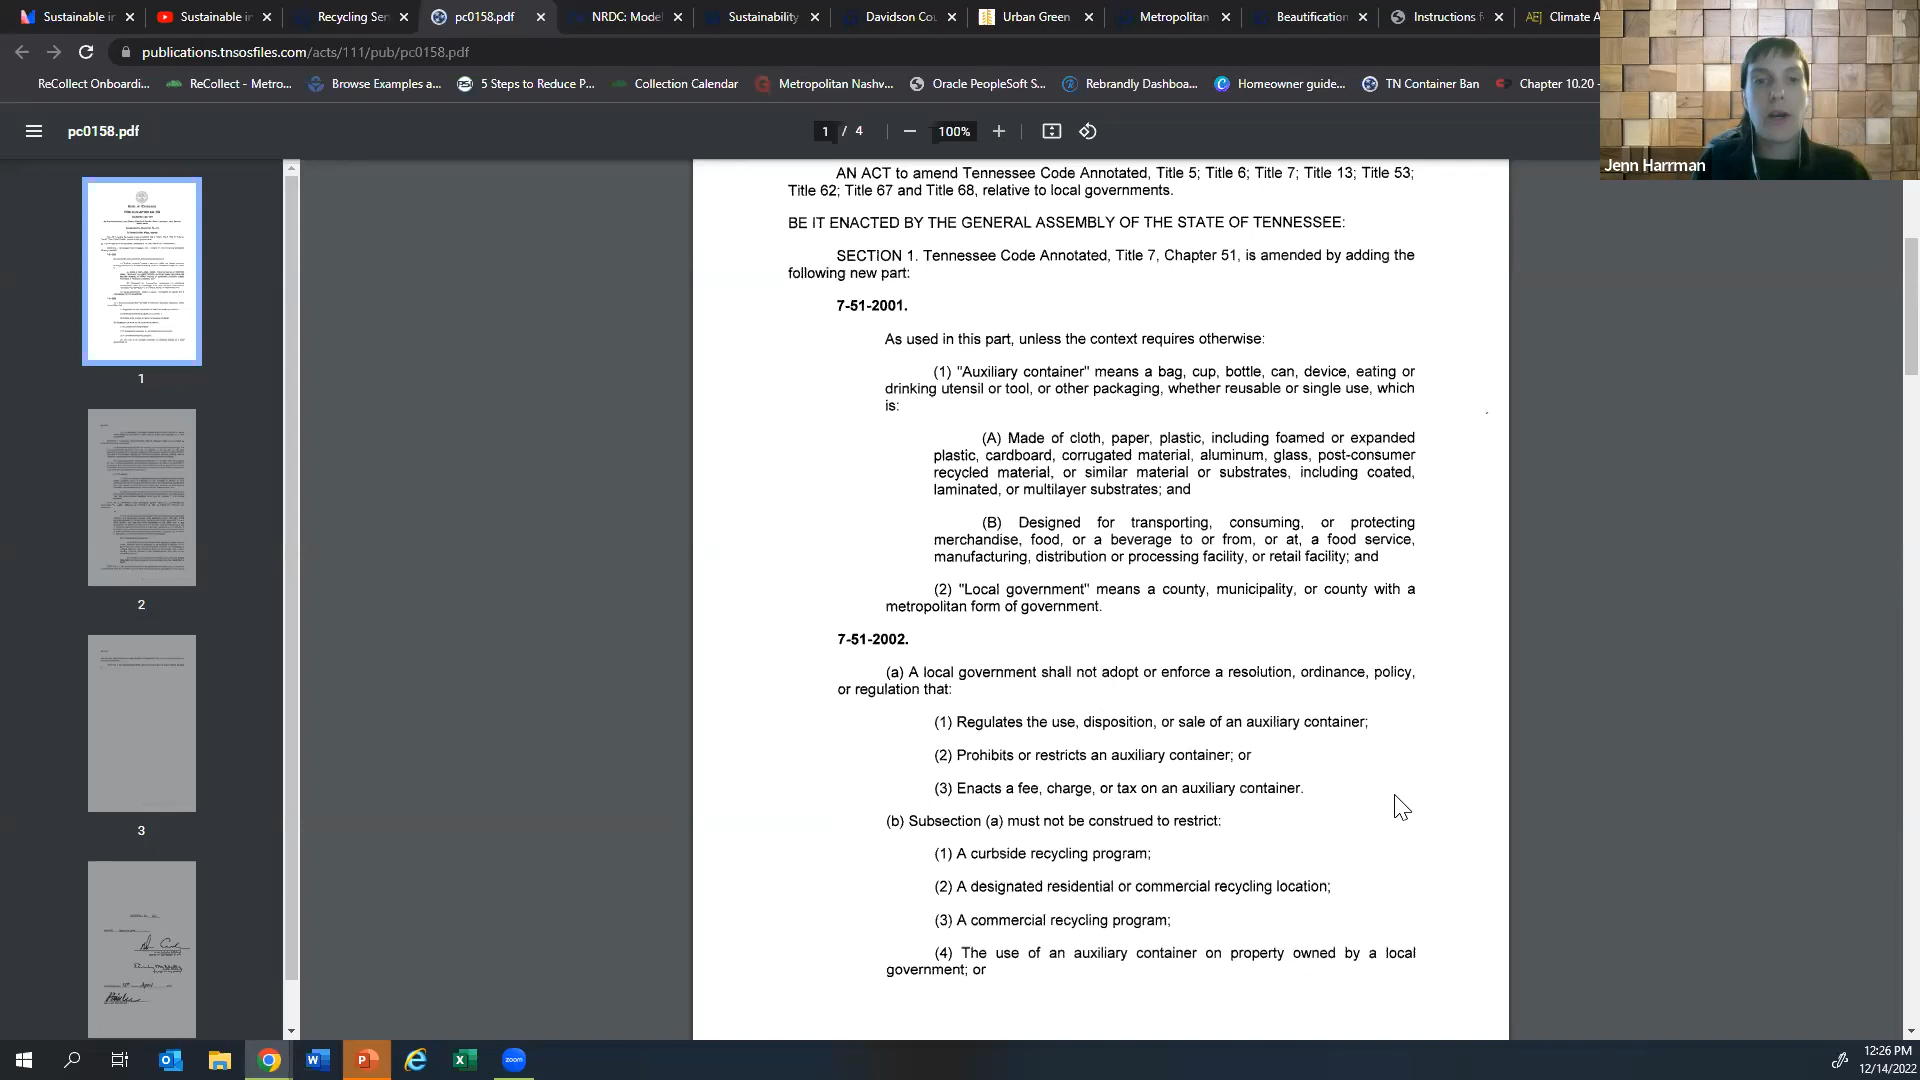 Sustainable in
Sustainable in
Recycling Ser
pc0158.pdf
NRDC: Model
Sustainability
Davidson Cou
Urban Green
Metropolitan
Beautification
Instructions f
AEJ Climate A
publications.tnsosfiles.com/acts/111/pub/pc0158.pdf
ReCollect Onboardi...
ReCollect - Metro...
Browse Examples a...
5 Steps to Reduce P...
Collection Calendar
Metropolitan Nashv...
Oracle PeopleSoft S...
Rebrandly Dashboa...
Homeowner guide...
TN Container Ban
Chapter 10.20
pc0158.pdf
1 / 4
100%
Jenn Harrman
AN ACT to amend Tennessee Code Annotated, Title 5; Title 6; Title 7; Title 13; Title 53;
Title 62; Title 67 and Title 68, relative to local governments.
BE IT ENACTED BY THE GENERAL ASSEMBLY OF THE STATE OF TENNESSEE:
SECTION 1. Tennessee Code Annotated, Title 7, Chapter 51, is amended by adding the
following new part:
7-51-2001.
As used in this part, unless the context requires otherwise:
(1) "Auxiliary container" means a bag, cup, bottle, can, device, eating or
drinking utensil or tool, or other packaging, whether reusable or single use, which
is:
(A) Made of cloth, paper, plastic, including foamed or expanded
plastic, cardboard, corrugated material, aluminum, glass, post-consumer
recycled material, or similar material or substrates, including coated,
laminated, or multilayer substrates; and
(B) Designed for transporting, consuming, or protecting
merchandise, food, or a beverage to or from, or at, a food service,
manufacturing, distribution or processing facility, or retail facility; and
(2) "Local government" means a county, municipality, or county with a
metropolitan form of government.
7-51-2002.
(a) A local government shall not adopt or enforce a resolution, ordinance, policy,
or regulation that:
(1) Regulates the use, disposition, or sale of an auxiliary container;
(2) Prohibits or restricts an auxiliary container; or
(3) Enacts a fee, charge, or tax on an auxiliary container.
(b) Subsection (a) must not be construed to restrict:
(1) A curbside recycling program;
(2) A designated residential or commercial recycling location;
(3) A commercial recycling program;
(4) The use of an auxiliary container on property owned by a local
government; or
1
2
3
zoom
12:26 PM
12/14/2022